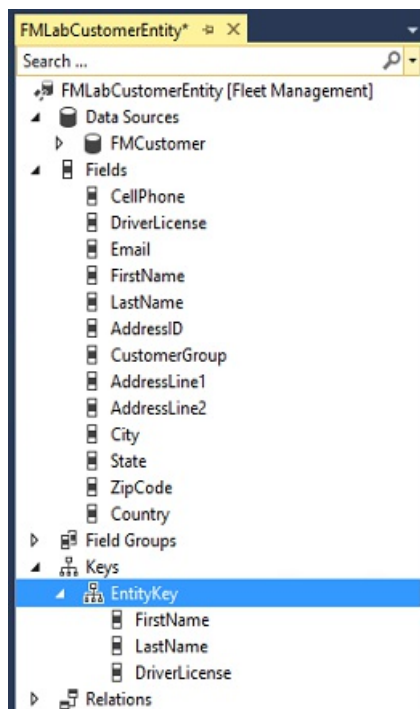 FMLabCustomerEntity*
Search ...
FMLabCustomerEntity [Fleet Management]
Data Sources
FMCustomer
Fields
CellPhone
DriverLicense
Email
FirstName
LastName
AddressID
CustomerGroup
AddressLine1
AddressLine2
City
State
ZipCode
Country
Field Groups
Keys
EntityKey
FirstName
LastName
DriverLicense
Relations